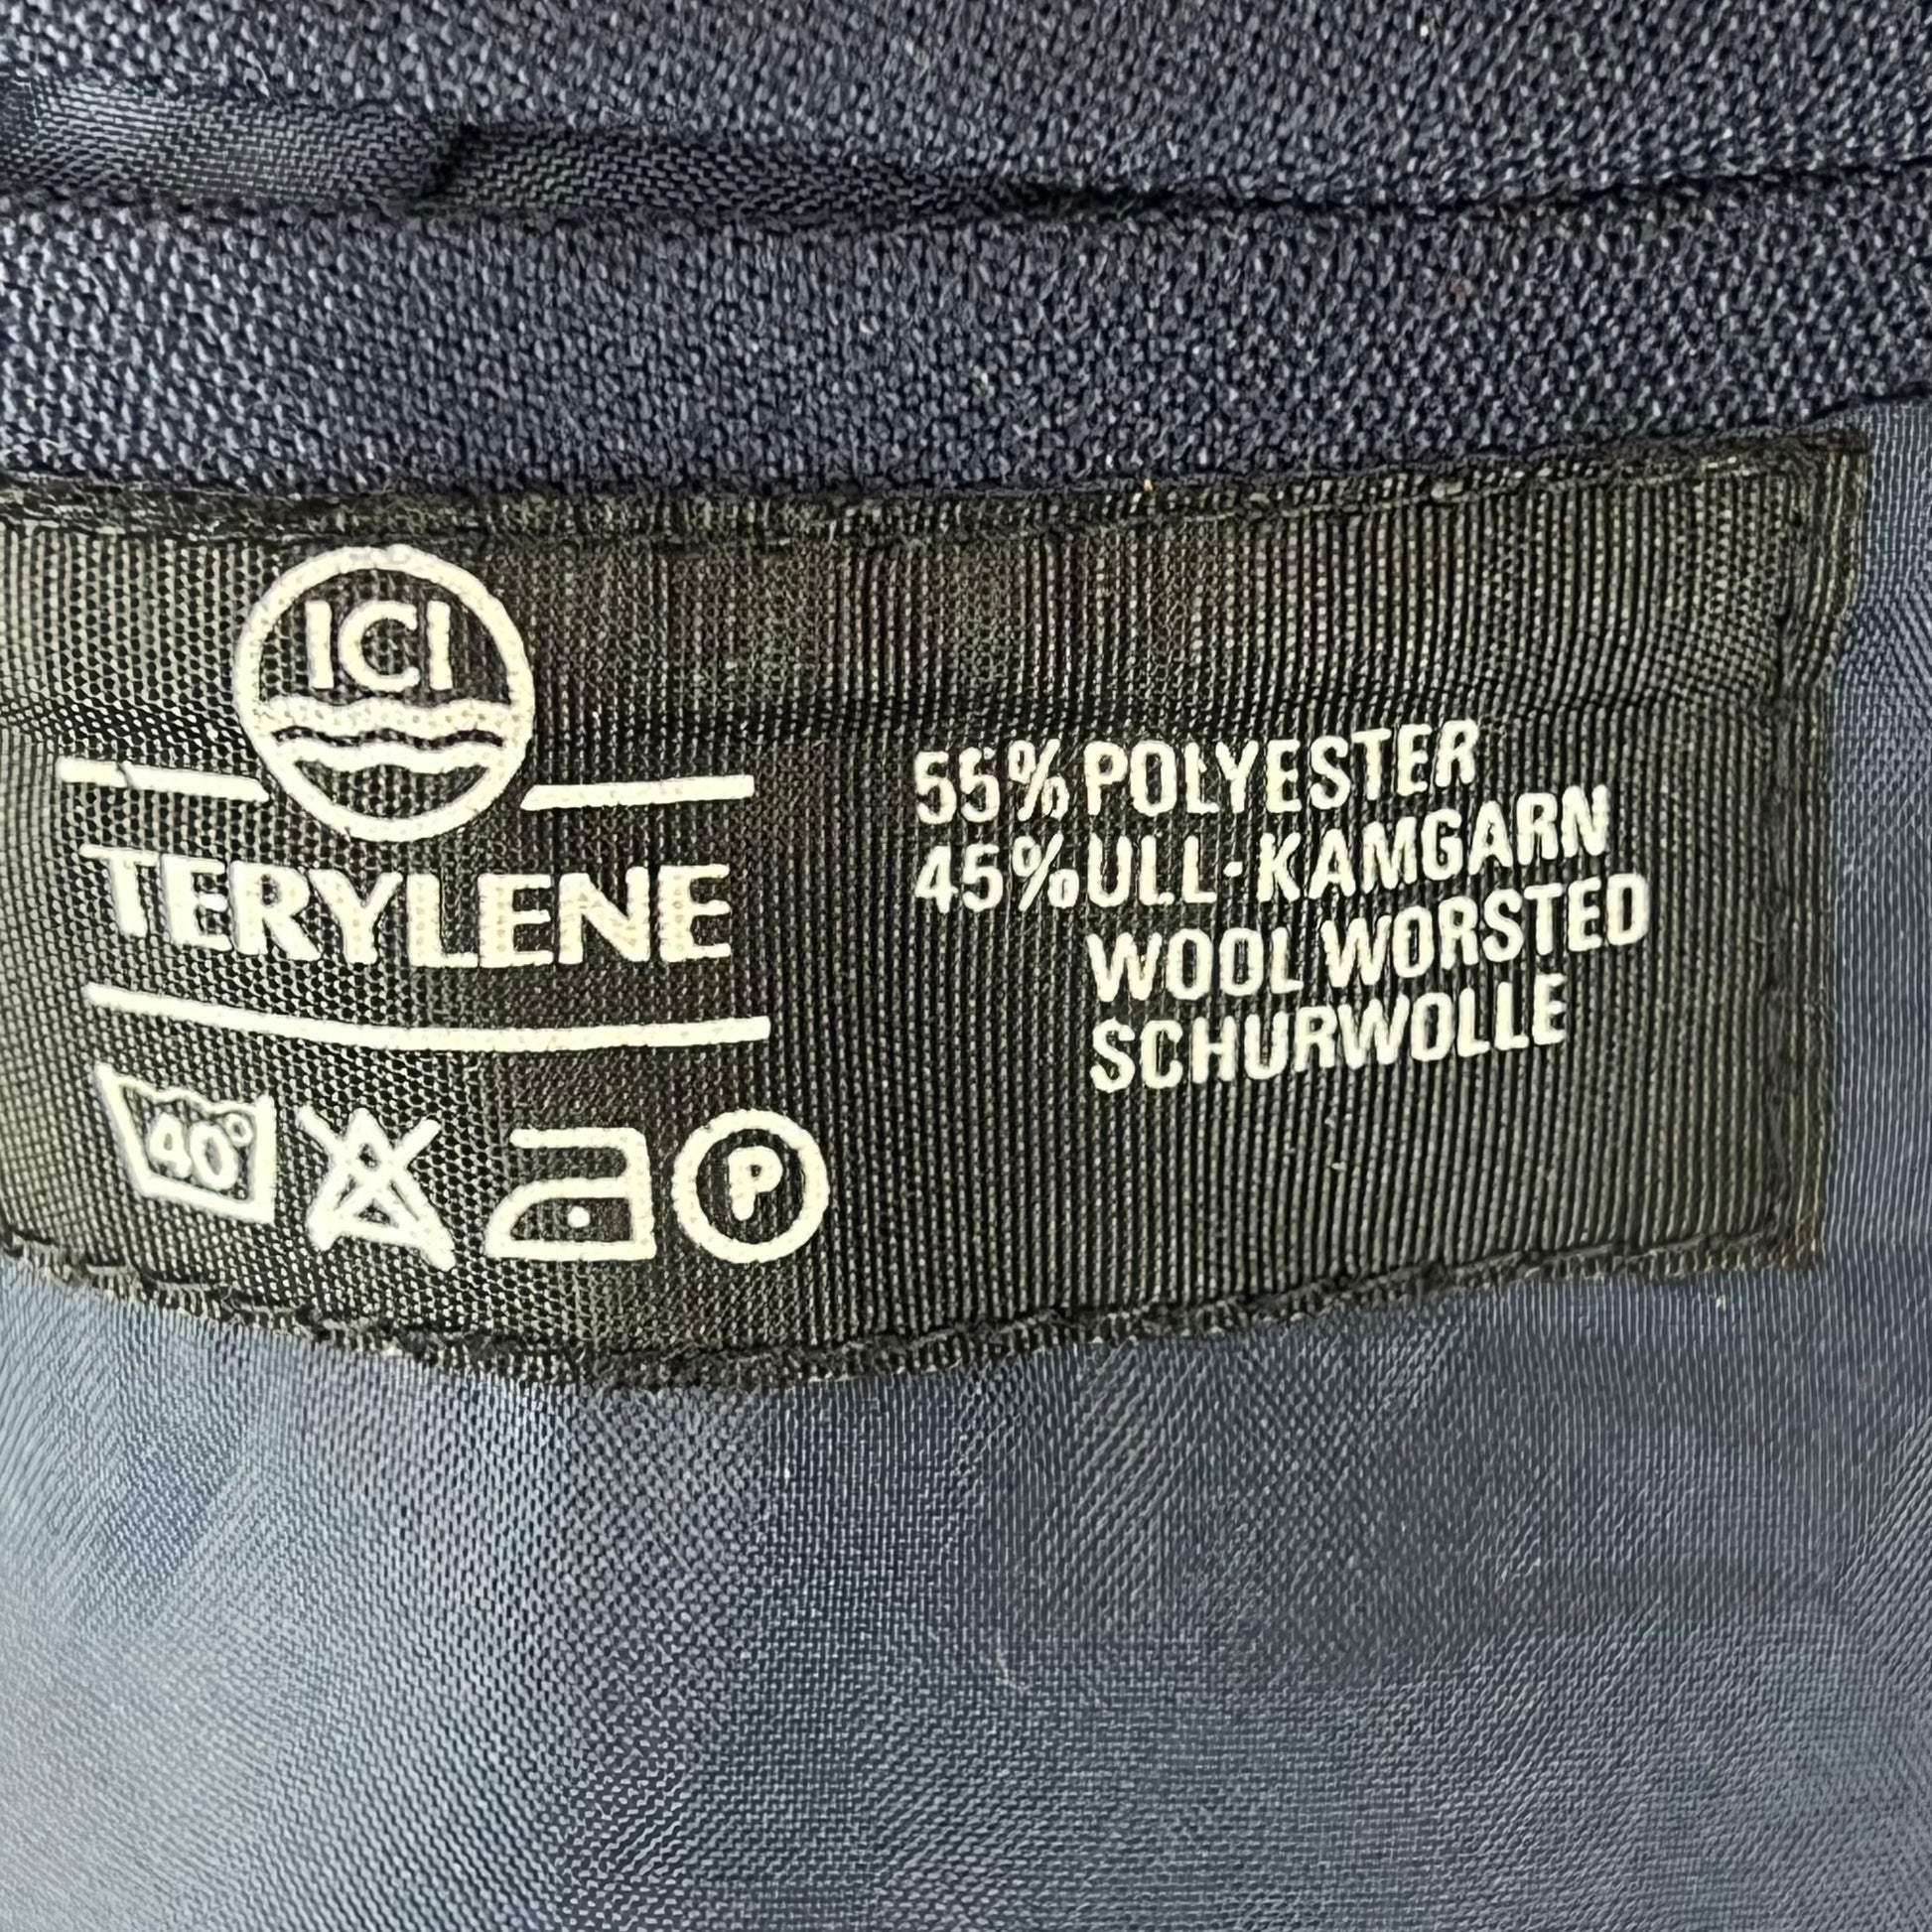 ICI
TERYLENE
40°
P
55% POLYESTER
45% ULL-KAMGARN
WOOL WORSTED
SCHURWOLLE